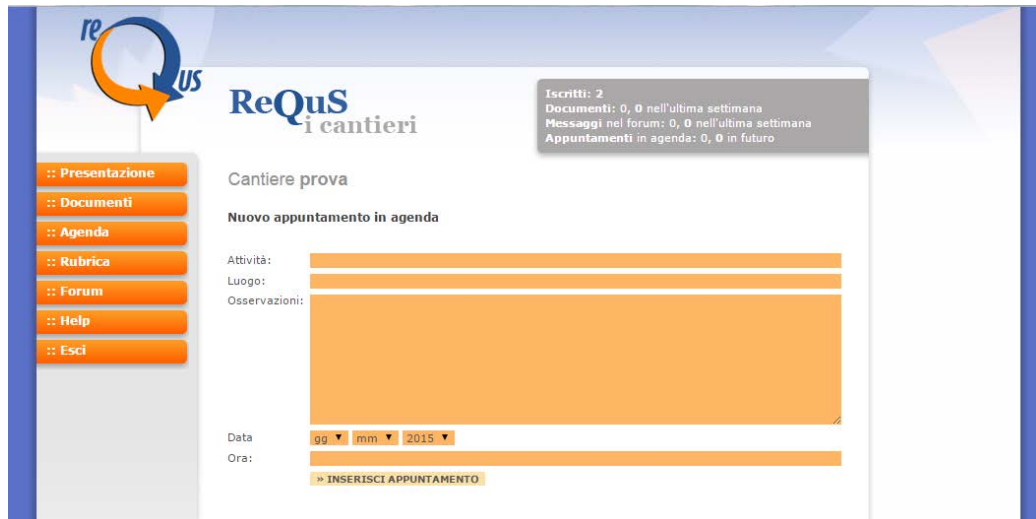 re
us
ReQuS
i cantieri
Iscritti: 2
Documenti: 0, 0 nell'ultima settimana
Messaggi nel forum: 0, 0 nell'ultima settimana
Appuntamenti in agenda: 0, 0 in futuro
:: Presentazione
:: Documenti
:: Agenda
:: Rubrica
:: Forum
:: Help
:: Esci
Cantiere prova
Nuovo appuntamento in agenda
Attività:
Luogo:
Osservazioni:
Data gg mm 2015
Ora:
» INSERISCI APPUNTAMENTO